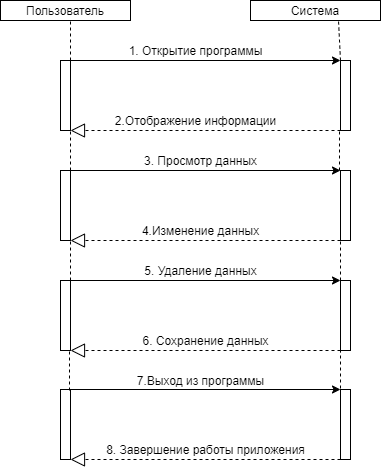 Пользователь
Система
1. Открытие программы
2.Отображение информации
3. Просмотр данных
4.Изменение данных
5. Удаление данных
6. Сохранение данных
7.Выход из программы
8. Завершение работы приложения